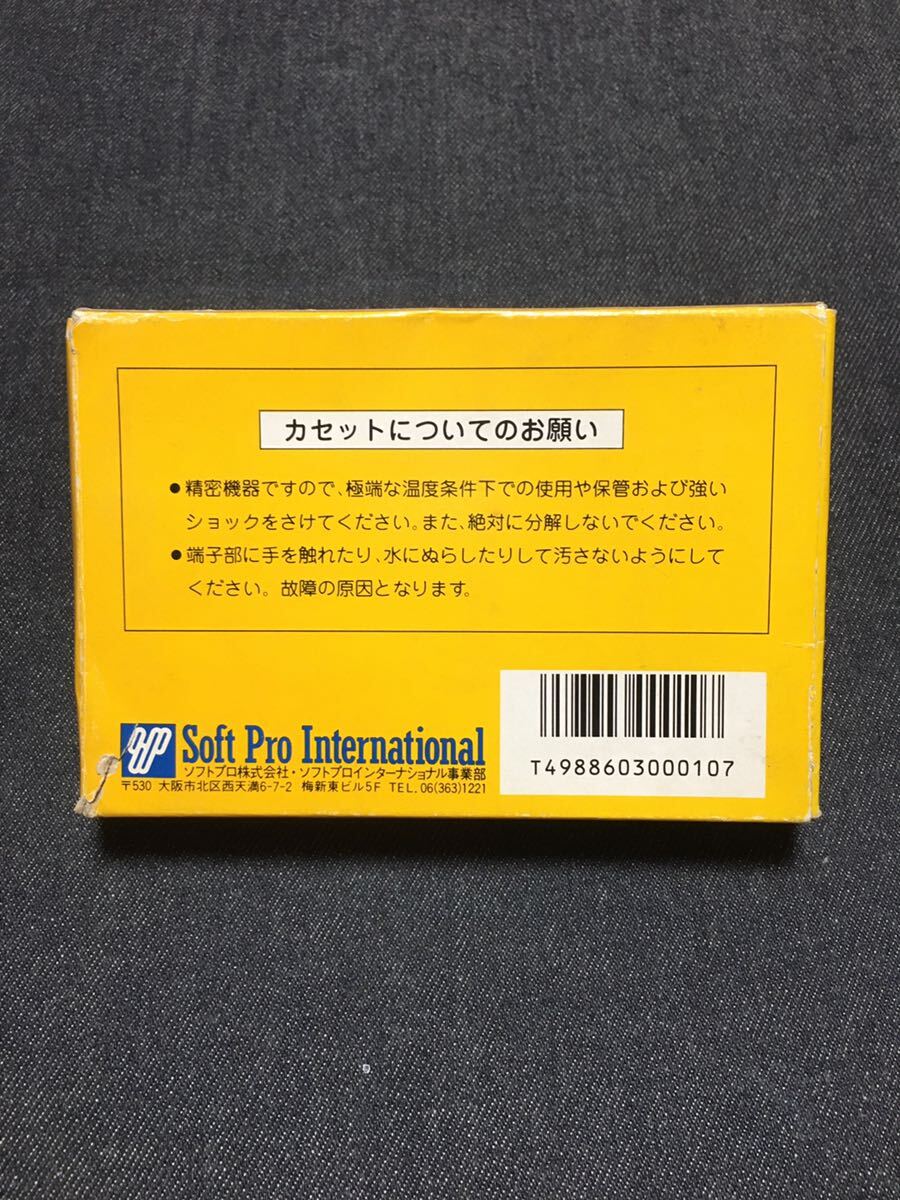 カセットについてのお願い
●精密機器ですので、極端な温度条件下での使用や保管および強い
ショックをさけてください。また、絶対に分解しないでください。
●端子部に手を触れたり、水にぬらしたりして汚さないようにして
ください。故障の原因となります。
Soft Pro International
ソフトプロ株式会社・ソフトプロインターナショナル事業部
〒530 大阪市北区西天満6-7-2 梅新東ビル5F TEL.06(363)1221
T4988603000107